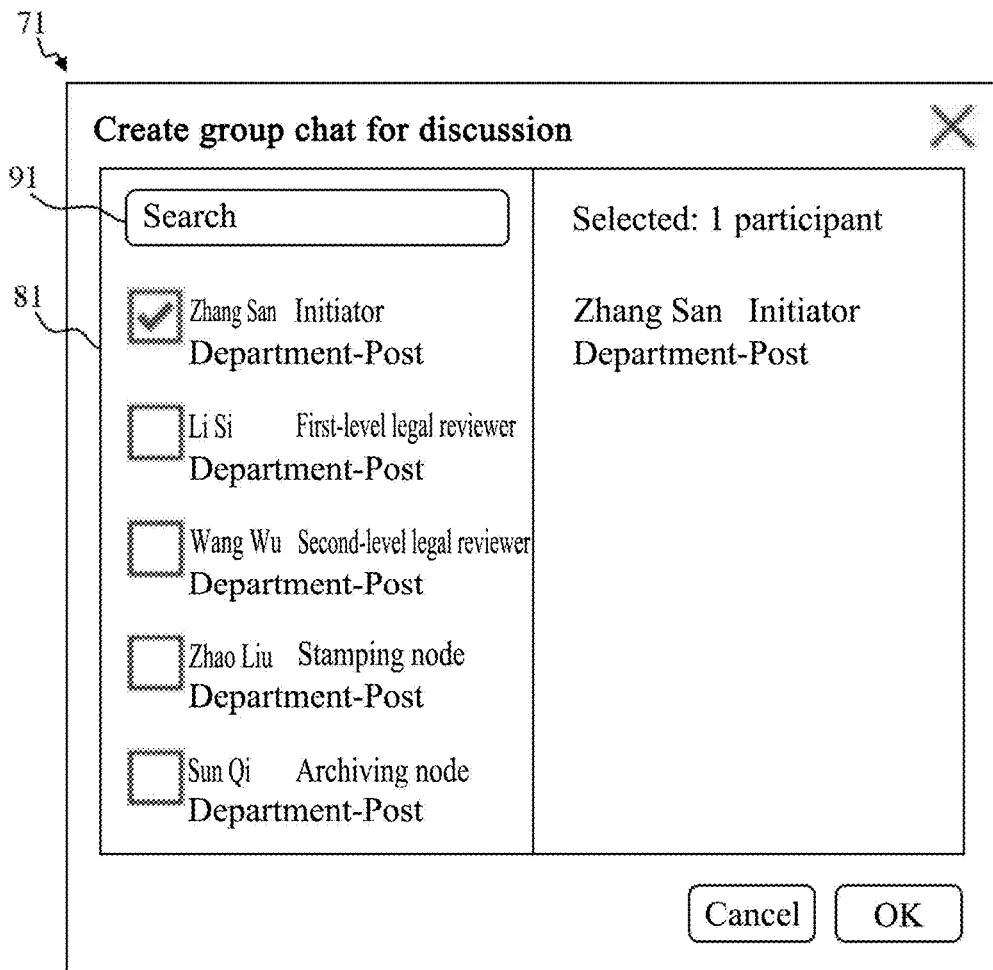 71
Create group chat for discussion
91
Search
81
Zhang San Initiator
Department-Post
Li Si First-level legal reviewer
Department-Post
Wang Wu Second-level legal reviewer
Department-Post
Zhao Liu Stamping node
Department-Post
Sun Qi Archiving node
Department-Post
Selected: 1 participant
Zhang San Initiator
Department-Post
Cancel
OK